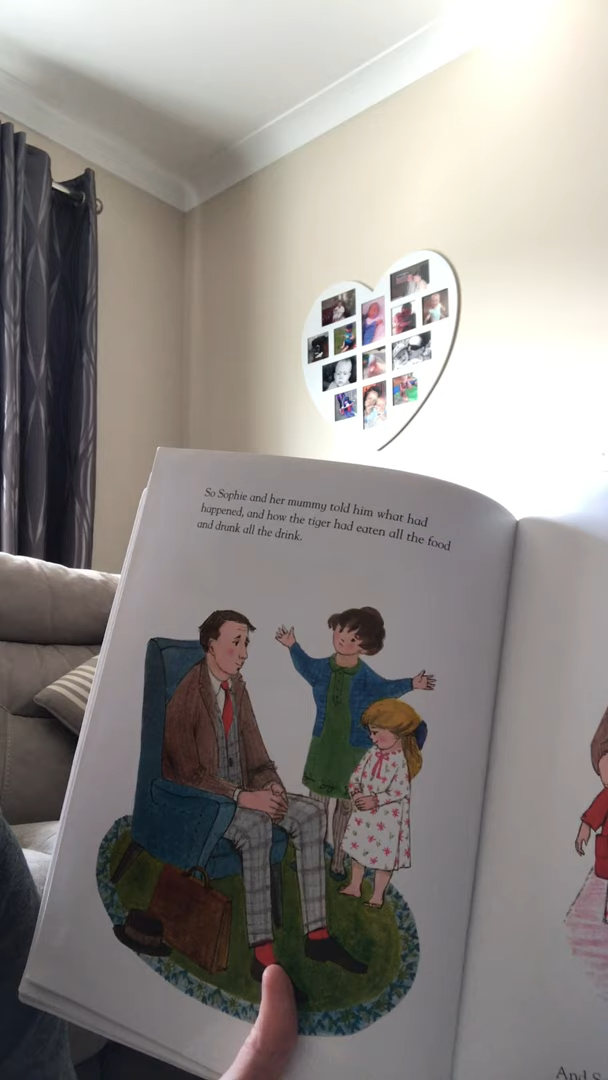 So Sophie and her mummy told him what had
happened, and how the tiger had eaten all the food
and drunk all the drink.
And